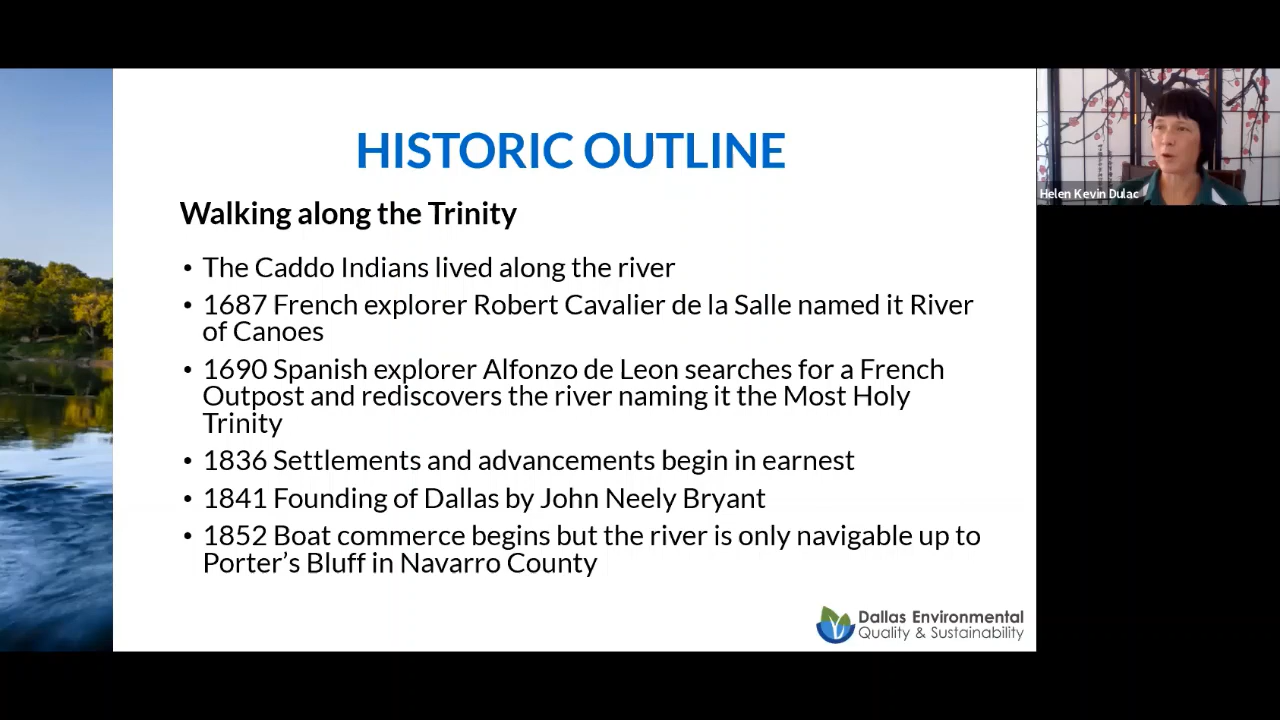 HISTORIC OUTLINE
Walking along the Trinity
• The Caddo Indians lived along the river
• 1687 French explorer Robert Cavalier de la Salle named it River
of Canoes
• 1690 Spanish explorer Alfonzo de Leon searches for a French
Outpost and rediscovers the river naming it the Most Holy
Trinity
• 1836 Settlements and advancements begin in earnest
• 1841 Founding of Dallas by John Neely Bryant
• 1852 Boat commerce begins but the river is only navigable up to
Porter’s Bluff in Navarro County
Dallas Environmental
Quality & Sustainability
Helen Kevin Dulac